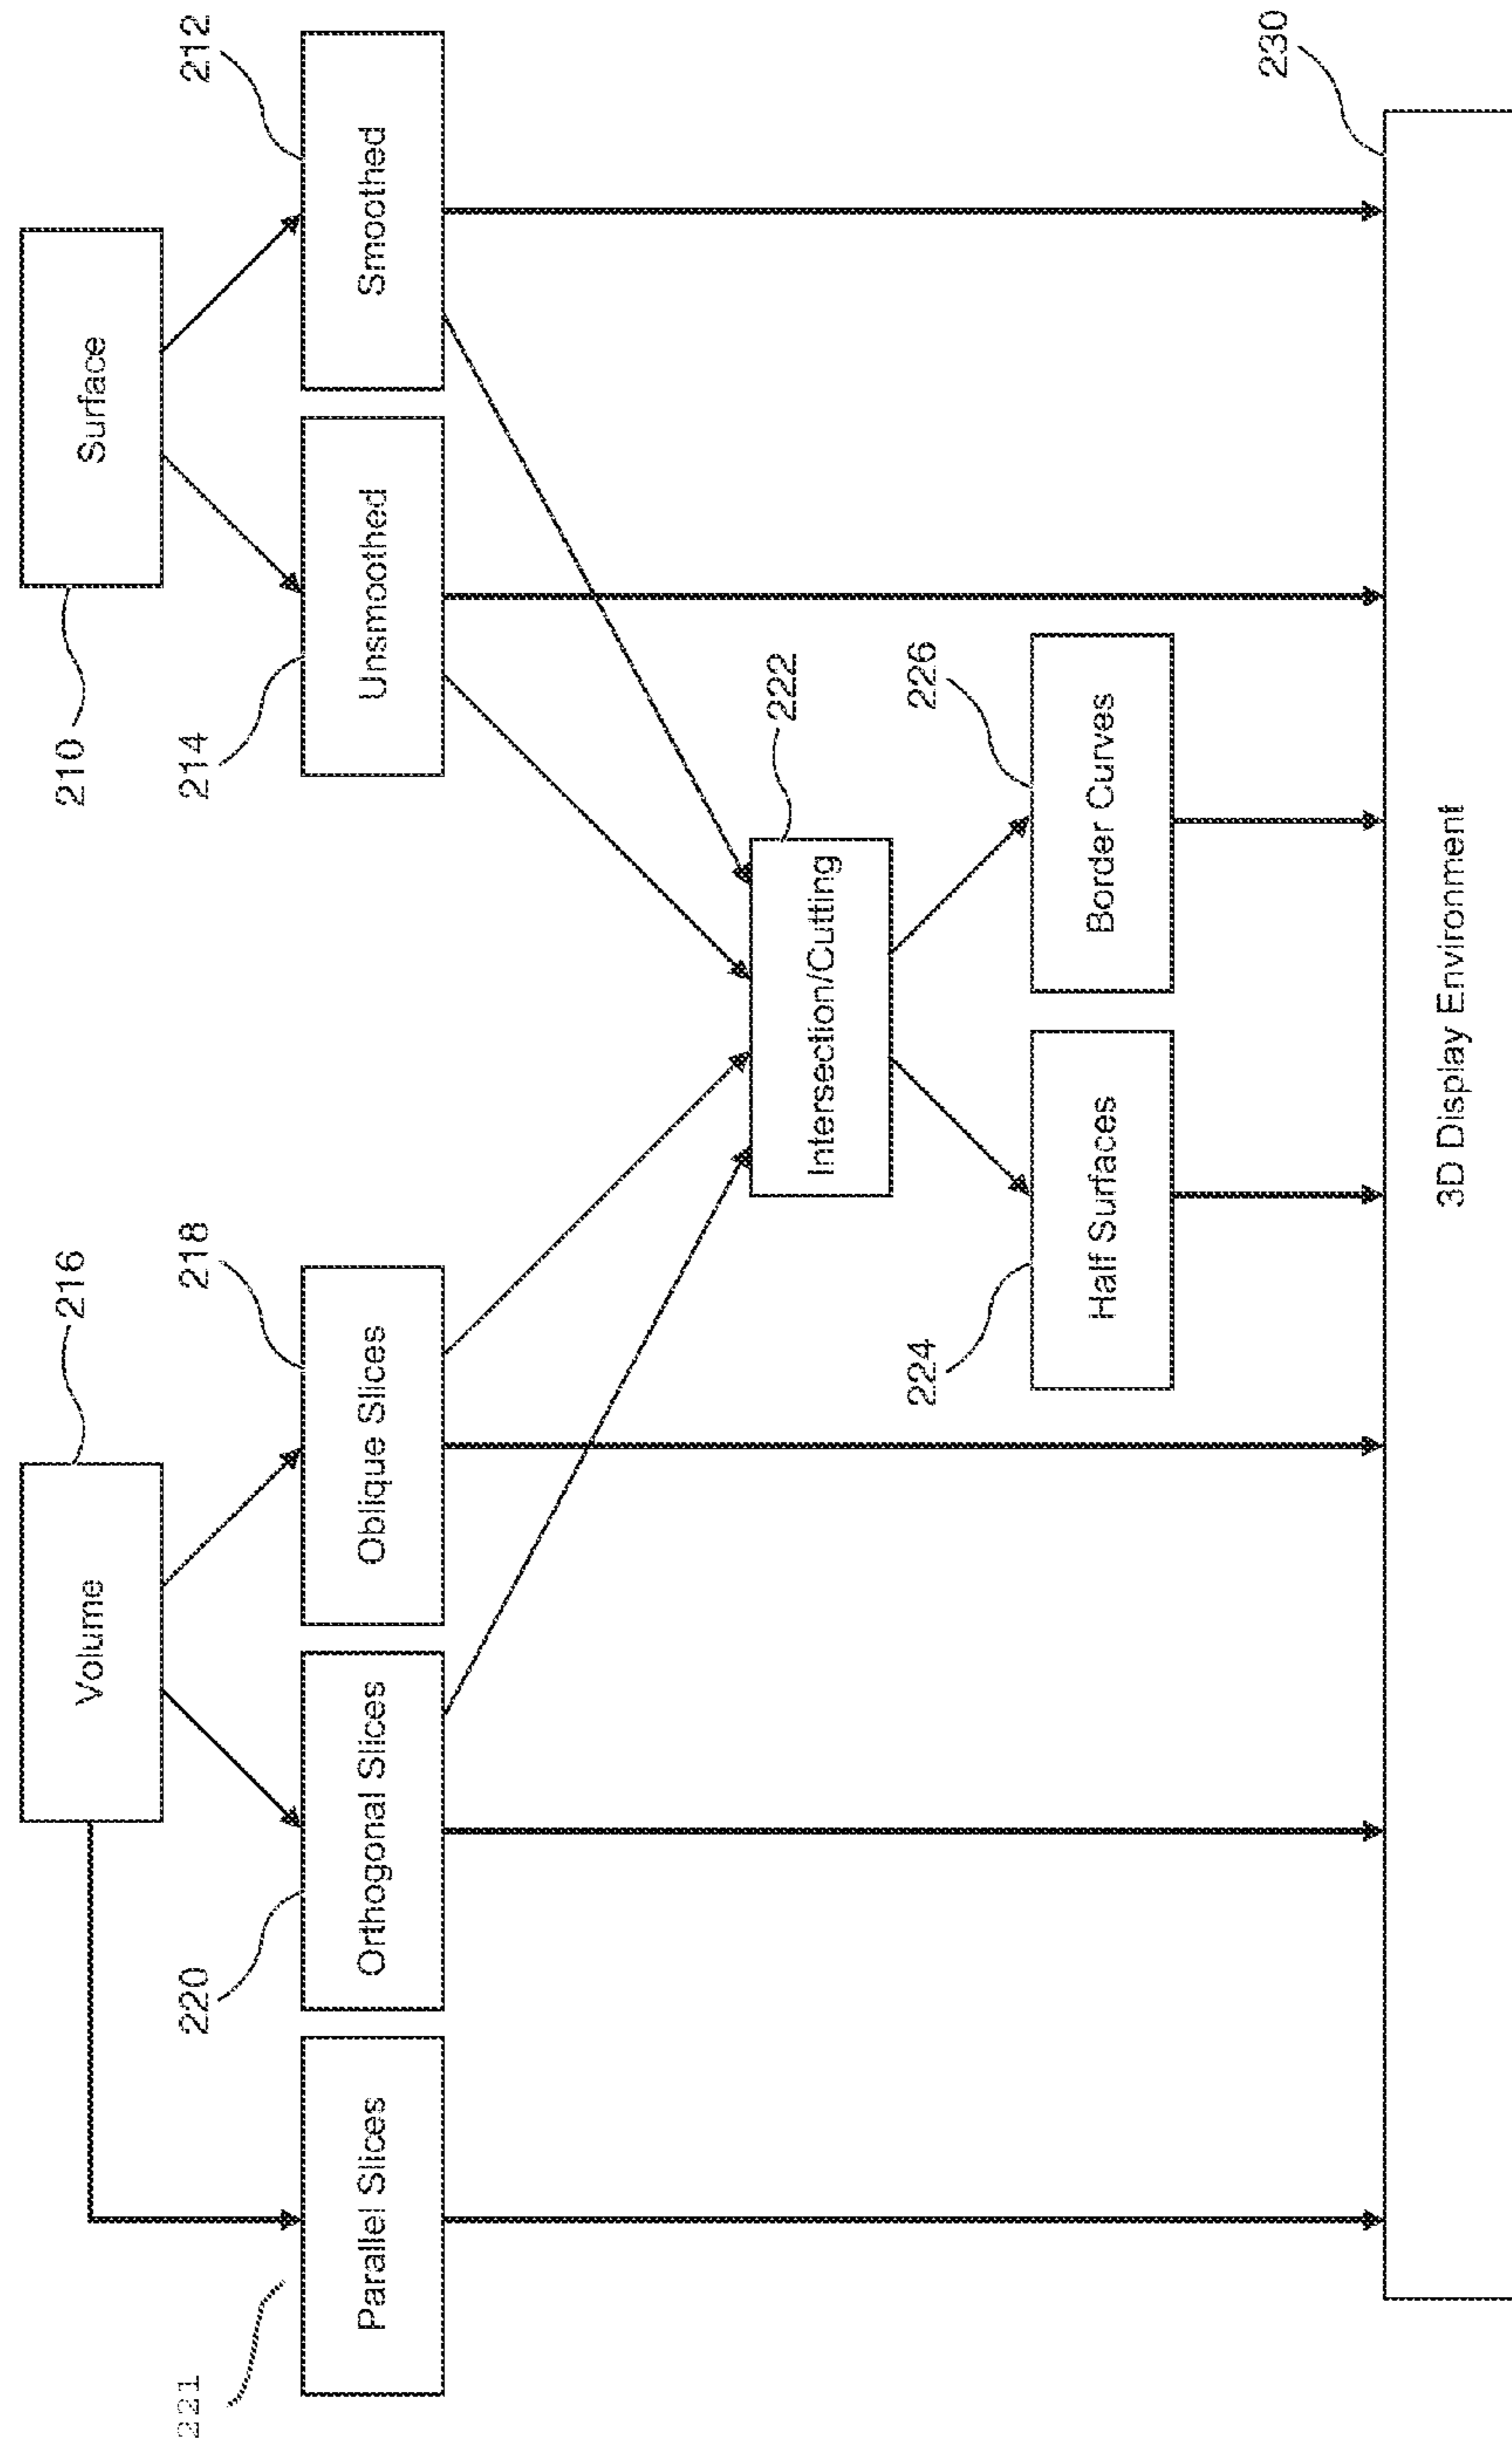 216
Volume
210
Surface
221
Parallel Slices
220
Orthogonal Slices
218
Oblique Slices
214
Unsmoothed
212
Smoothed
222
Intersection/Cutting
224
Half Surfaces
226
Border Curves
230
3D Display Environment